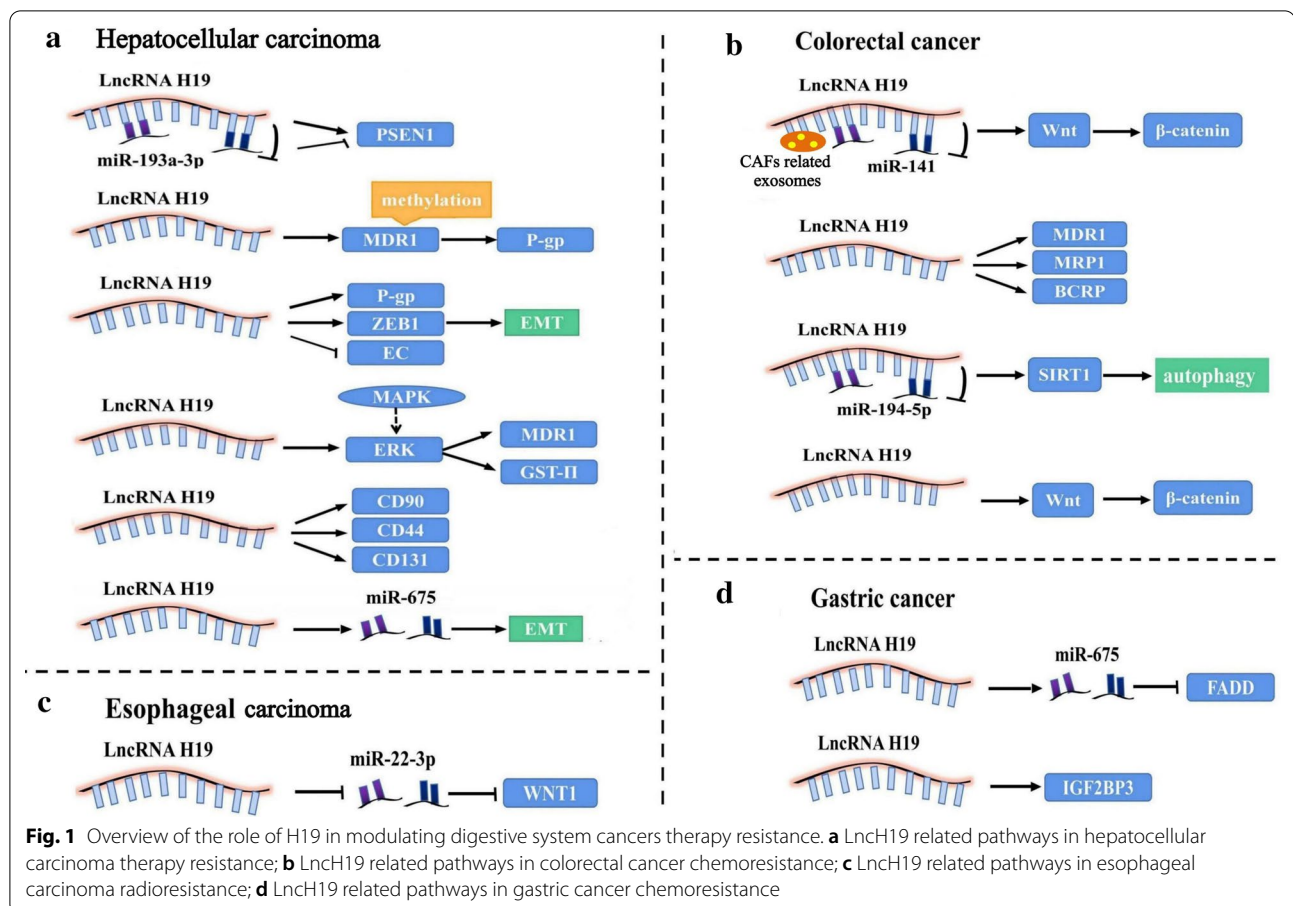 a Hepatocellular carcinoma
LncRNA H19
miR-193a-3p
PSEN1
LncRNA H19
methylation
MDR1
P-gp
LncRNA H19
P-gp
ZEB1
EMT
EC
LncRNA H19
MAPK
ERK
MDR1
GST-Π
LncRNA H19
CD90
CD44
CD131
LncRNA H19
miR-675
EMT
b Colorectal cancer
LncRNA H19
CAFs related
exosomes
miR-141
Wnt
β-catenin
LncRNA H19
MDR1
MRP1
BCRP
LncRNA H19
miR-194-5p
SIRT1
autophagy
LncRNA H19
Wnt
β-catenin
c Esophageal carcinoma
LncRNA H19
miR-22-3p
WNT1
d Gastric cancer
LncRNA H19
miR-675
FADD
LncRNA H19
IGF2BP3
Fig. 1 Overview of the role of H19 in modulating digestive system cancers therapy resistance. a LncH19 related pathways in hepatocellular
carcinoma therapy resistance; b LncH19 related pathways in colorectal cancer chemoresistance; c LncH19 related pathways in esophageal
carcinoma radioresistance; d LncH19 related pathways in gastric cancer chemoresistance